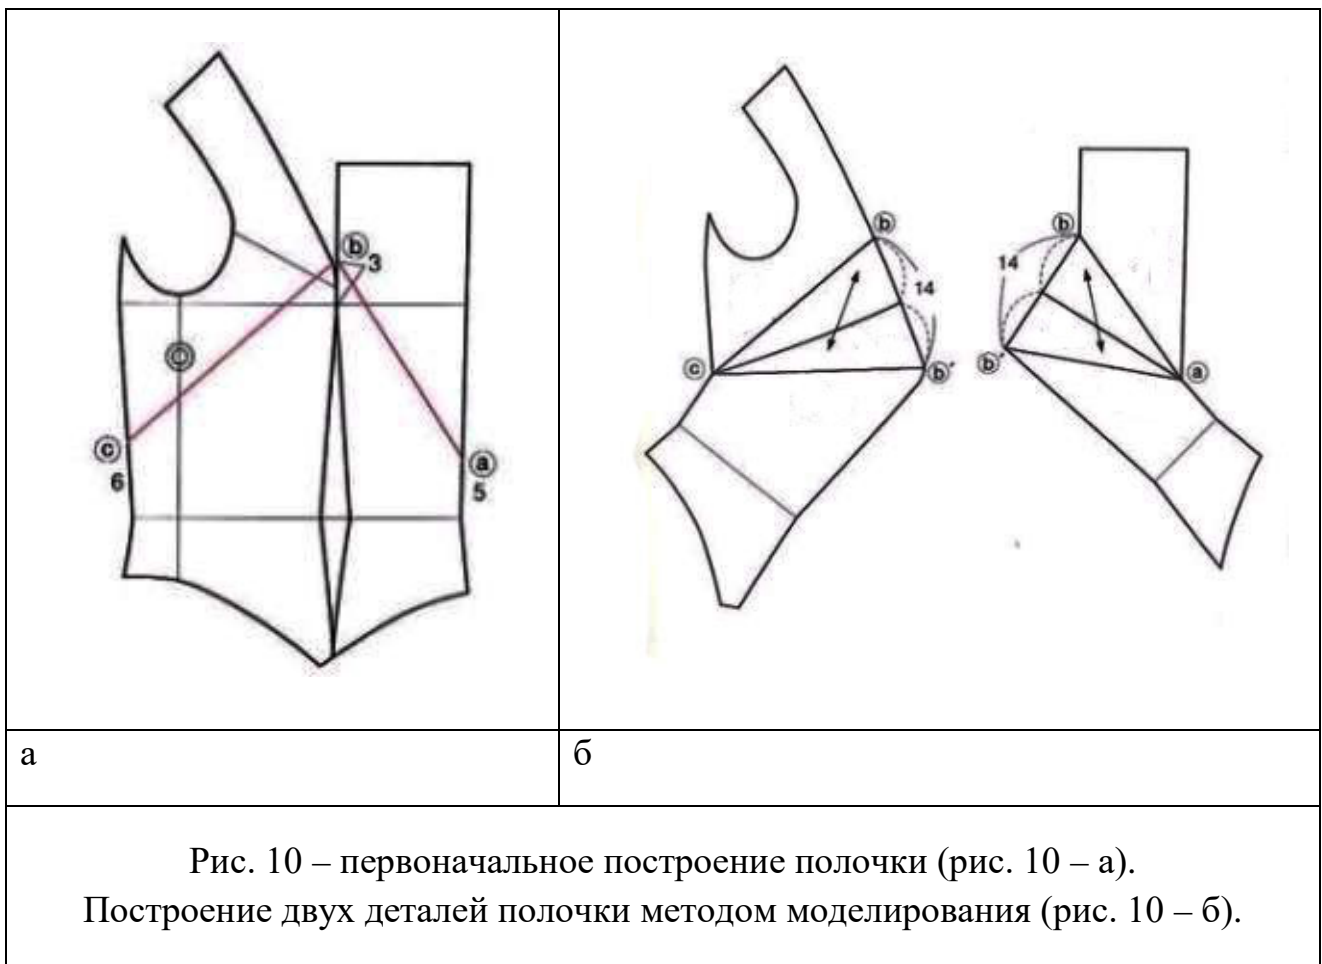 b
3
c
6
a
5
b
14
c
b´
b
14
b´
a
а
б
Рис. 10 – первоначальное построение полочки (рис. 10 – а).
Построение двух деталей полочки методом моделирования (рис. 10 – б).